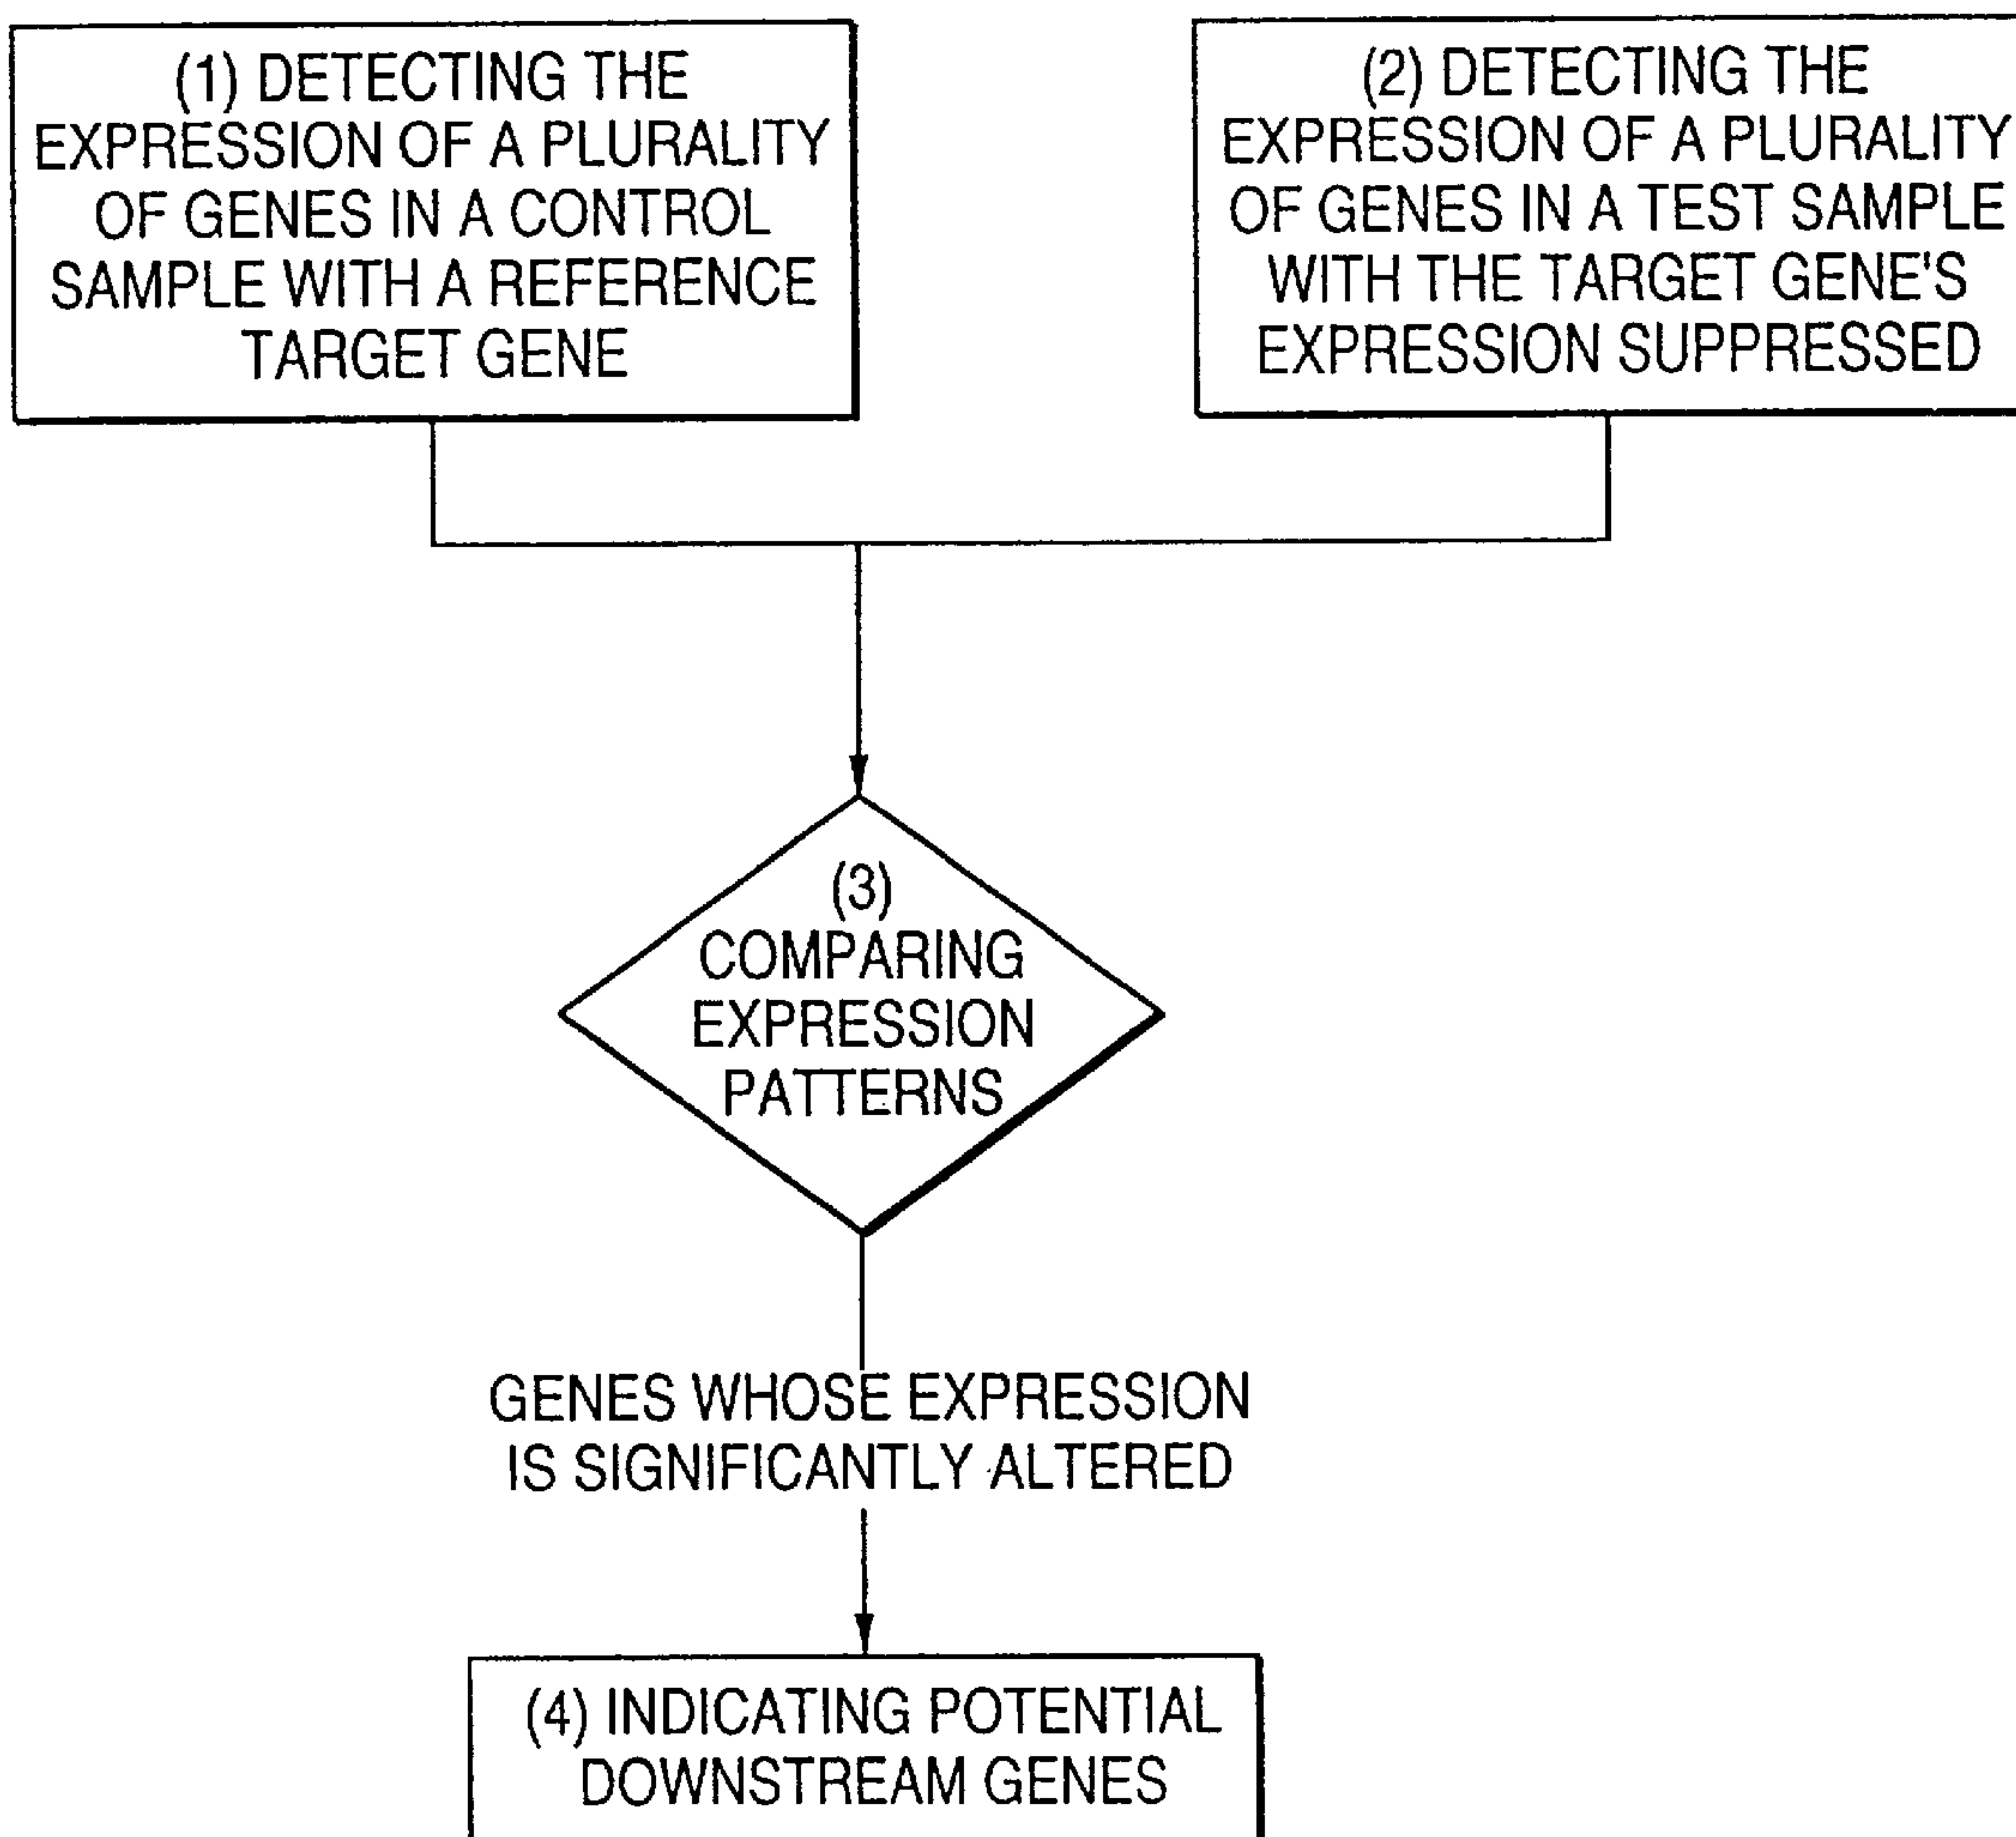 (1) DETECTING THE
EXPRESSION OF A PLURALITY
OF GENES IN A CONTROL
SAMPLE WITH A REFERENCE
TARGET GENE
(2) DETECTING THE
EXPRESSION OF A PLURALITY
OF GENES IN A TEST SAMPLE
WITH THE TARGET GENE'S
EXPRESSION SUPPRESSED
(3)
COMPARING
EXPRESSION
PATTERNS
GENES WHOSE EXPRESSION
IS SIGNIFICANTLY ALTERED
(4) INDICATING POTENTIAL
DOWNSTREAM GENES